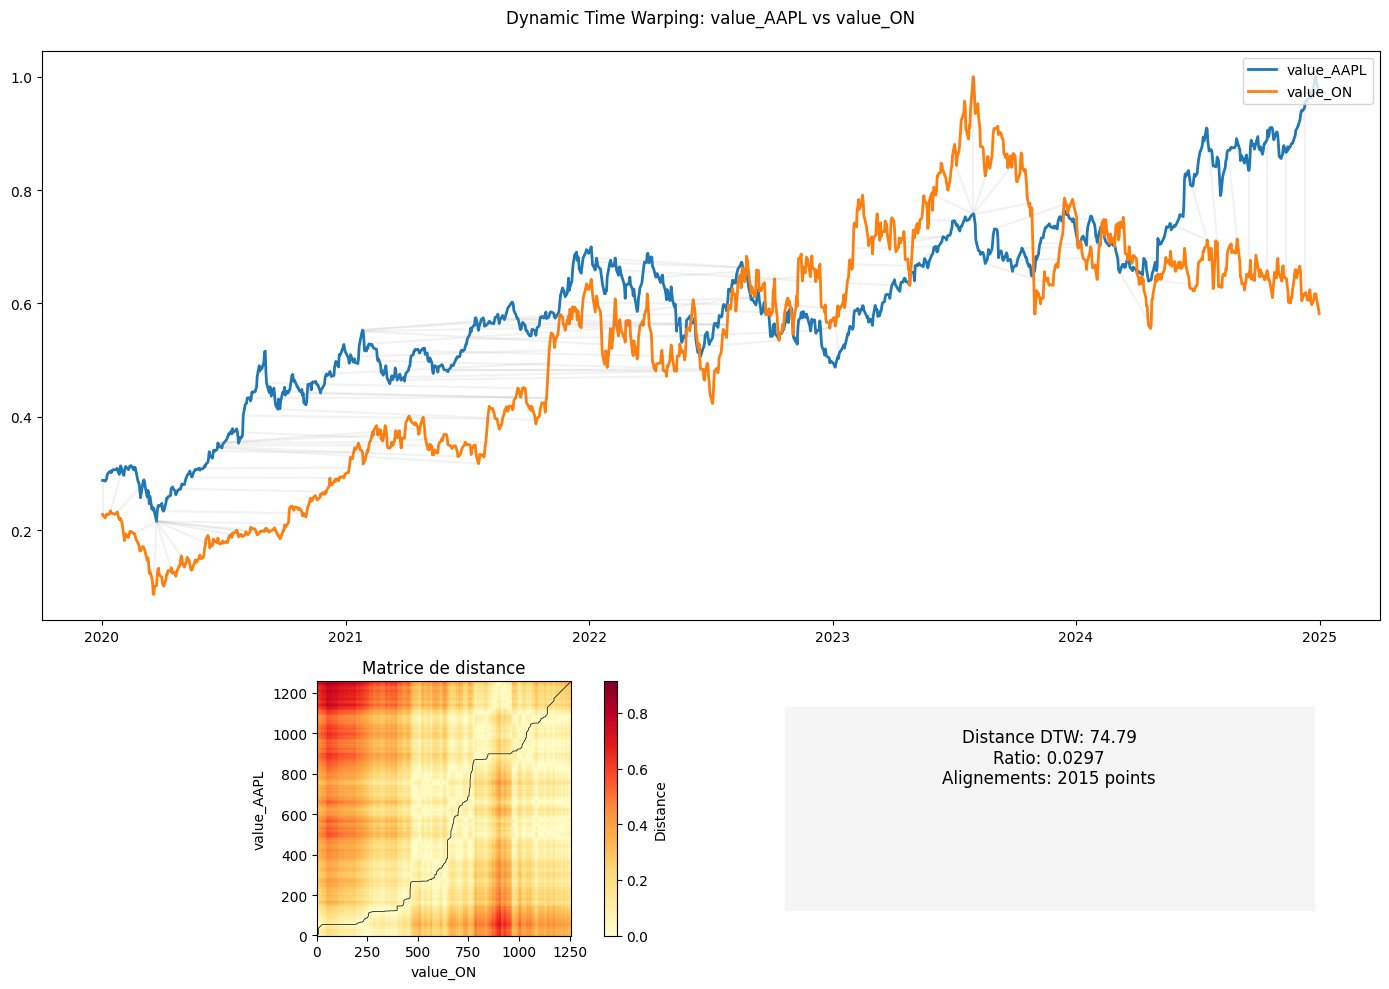 Dynamic Time Warping: value_AAPL vs value_ON
value_AAPL
value_ON
1.0
0.8
0.6
0.4
0.2
2020 2021 2022 2023 2024 2025
Matrice de distance
value_AAPL
1200
1000
800
600
400
200
0
0 250 500 750 1000 1250
value_ON
0.8
0.6
0.4
0.2
0.0
Distance
Distance DTW: 74.79
Ratio: 0.0297
Alignements: 2015 points